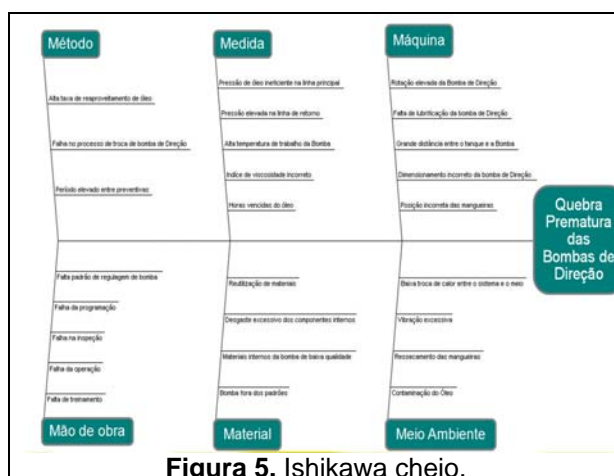 Método
Alta taxa de reaproveitamento de óleo
Falha no processo de troca de bomba de Direção
Período elevado entre preventivas
Medida
Pressão de óleo ineficiente na linha principal
Pressão elevada na linha de retorno
Alta temperatura de trabalho da Bomba
Indice de viscosidade incorreto
Horas vencidas do óleo
Máquina
Rotação elevada da Bomba de Direção
Falta de lubrificação da bomba de Direção
Grande distância entre o tanque e a Bomba
Dimensionamento incorreto da bomba de Direção
Posição incorreta das mangueiras
Quebra
Prematura
das
Bombas de
Direção
Falta padrão de regulagem de bomba
Falha da programação
Falha na inspeção
Falha da operação
Falta de treinamento
Mão de obra
Reutilização de materiais
Desgaste excessivo dos componentes internos
Materiais internos da bomba de baixa qualidade
Bomba fora dos padrões
Material
Baixa troca de calor entre o sistema e o meio
Vibração excessiva
Ressecamento das mangueiras
Contaminação do Óleo
Meio Ambiente
Figura 5. Ishikawa cheio.